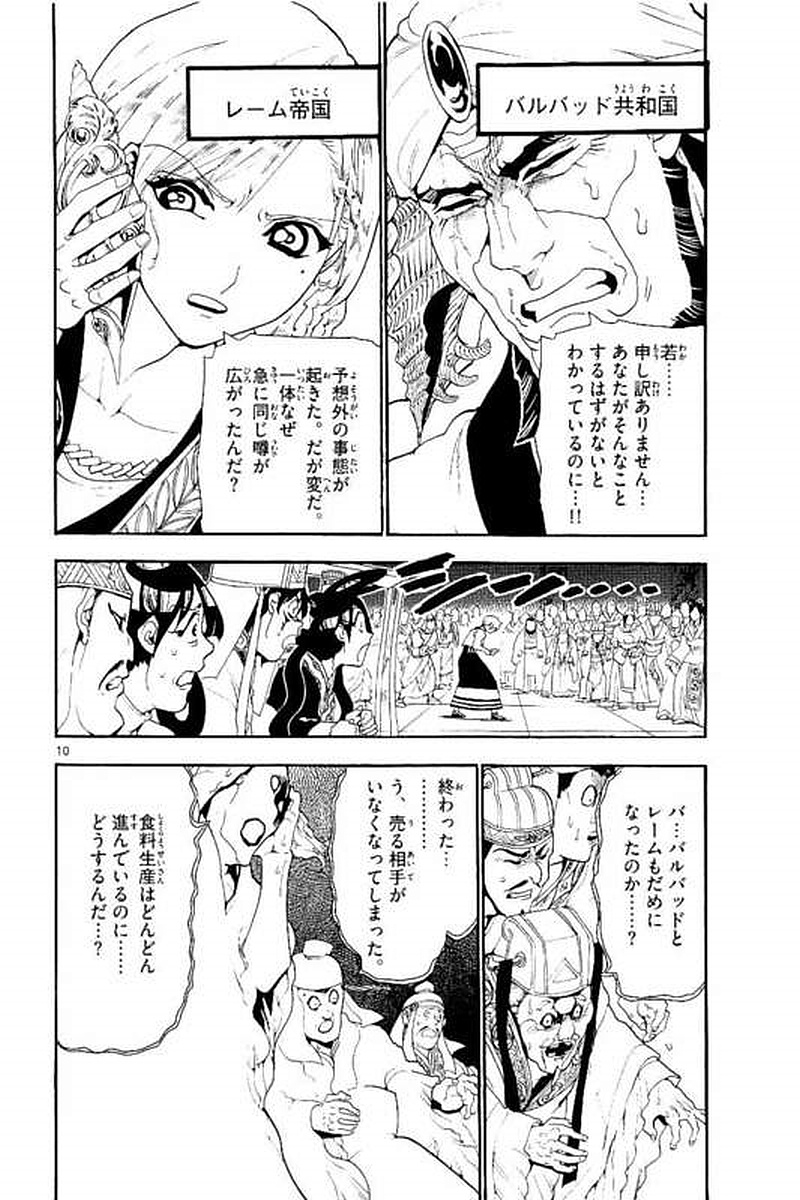 バルバッド共和国
若……
申し訳ありません…
あなたがそんなこと
するはずがないと
わかっているのに…!!
レーム帝国
予想外の事態が
起きた。だが変だ。
一体なぜ
急に同じ噂が
広がったんだ？
10
バ…バルバッドと
レームもだめに
なったのか……？
終わった…
………
う、売る相手が
いなくなってしまった。
食料生産はどんどん
進んでいるのに……
どうするんだ…？